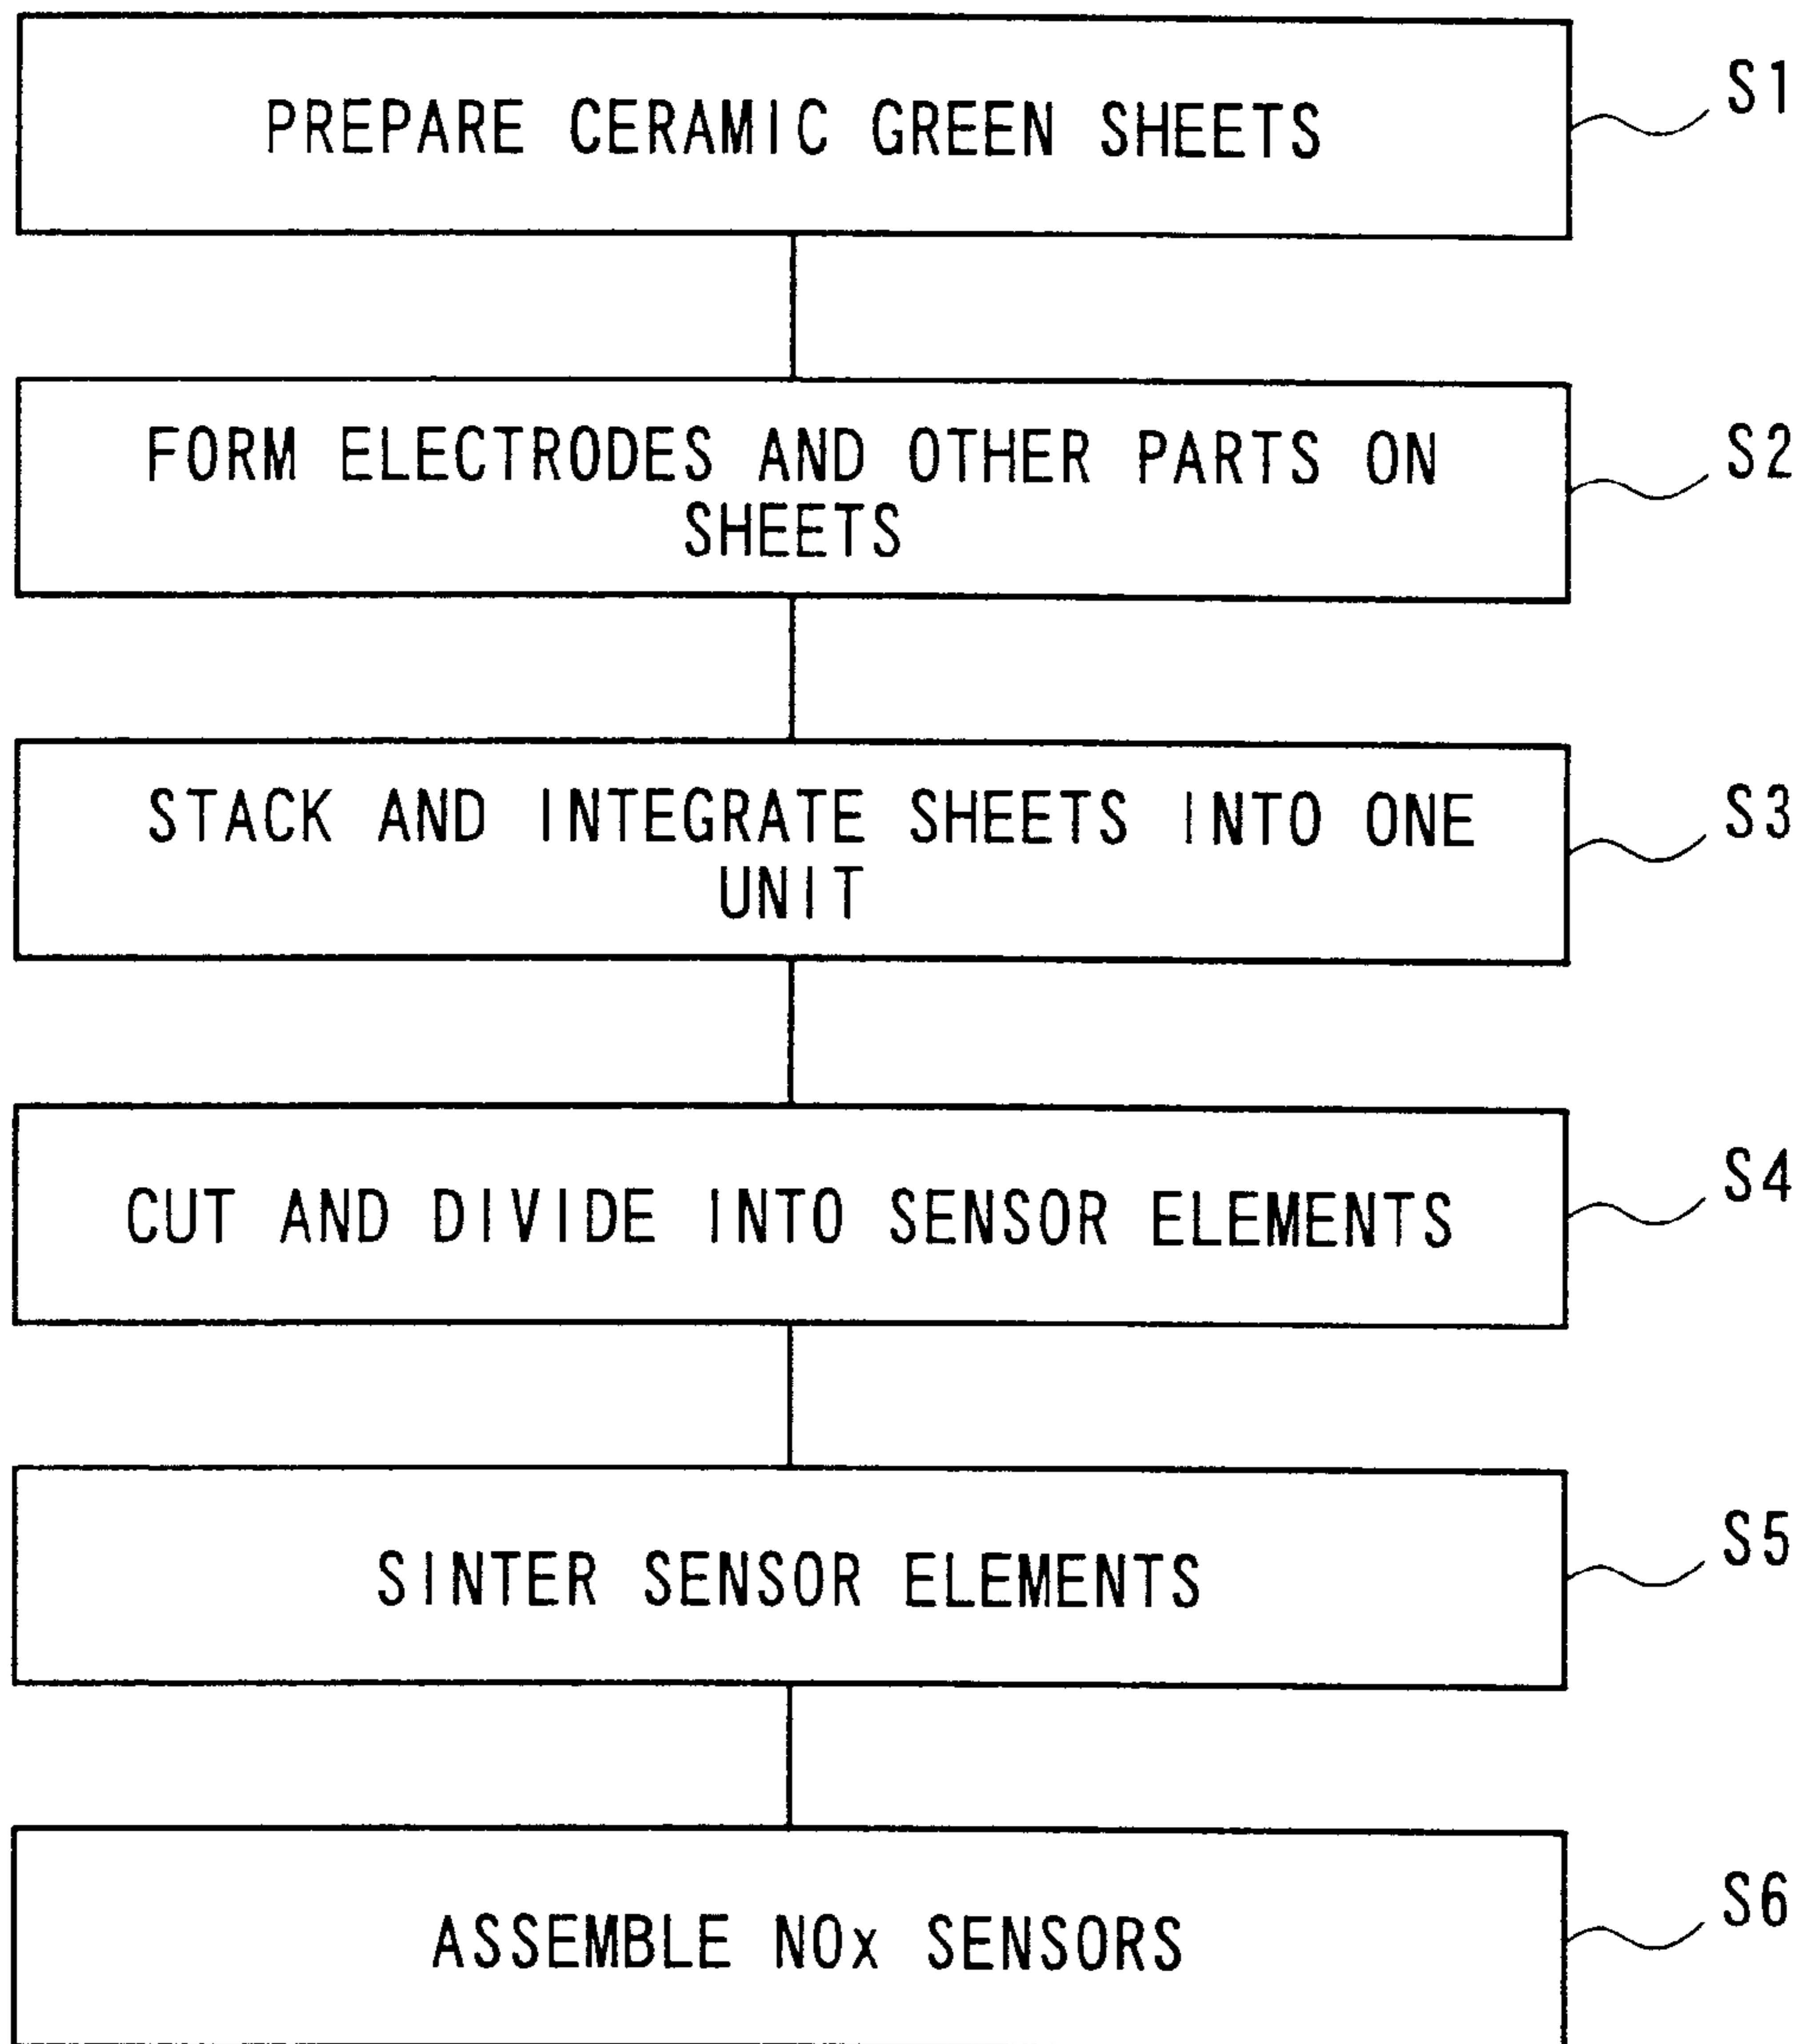 PREPARE CERAMIC GREEN SHEETS
S1
FORM ELECTRODES AND OTHER PARTS ON
SHEETS
S2
STACK AND INTEGRATE SHEETS INTO ONE
UNIT
S3
CUT AND DIVIDE INTO SENSOR ELEMENTS
S4
SINTER SENSOR ELEMENTS
S5
ASSEMBLE NOx SENSORS
S6